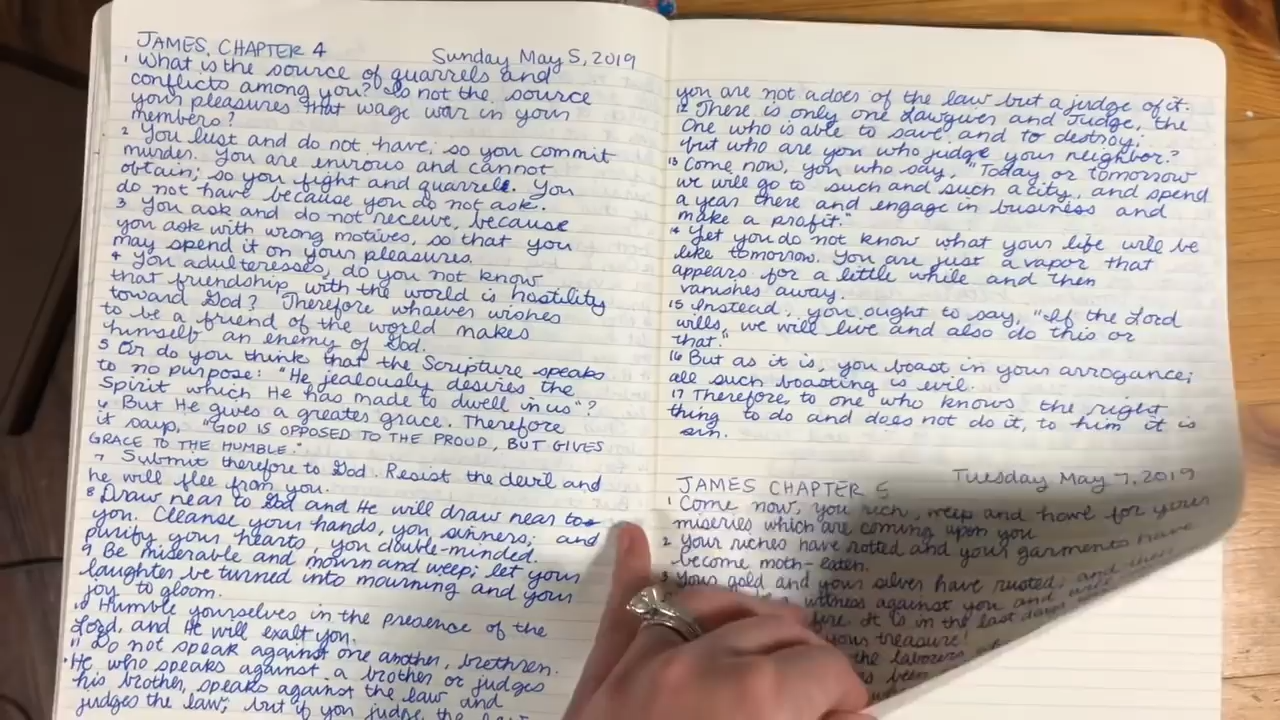 JAMES, CHAPTER 4 Sunday May 5, 2019
1 What is the source of quarrels and
conflicts among you? Is not the source
your pleasures that wage war in your
members?
2 You lust and do not have; so you commit
murder. You are envious and cannot
obtain; so you fight and quarrel. You
do not have because you do not ask.
3 You ask and do not receive, because
you ask with wrong motives, so that you
may spend it on your pleasures.
4 You adulteresses, do you not know
that friendship with the world is hostility
toward God? Therefore whoever wishes
to be a friend of the world makes
himself an enemy of God.
5 Or do you think that the Scripture speaks
to no purpose: "He jealously desires the
Spirit which He has made to dwell in us"?
6 But He gives a greater grace. Therefore
it says, "GOD IS OPPOSED TO THE PROUD, BUT GIVES
GRACE TO THE HUMBLE."
7 Submit therefore to God. Resist the devil and
he will flee from you.
8 Draw near to God and He will draw near to
you. Cleanse your hands, you sinners; and
purify your hearts, you double-minded.
9 Be miserable and mourn and weep; let your
laughter be turned into mourning and your
joy to gloom.
10 Humble yourselves in the presence of the
Lord, and He will exalt you.
11 Do not speak against one another, brethren.
He who speaks against a brother or judges
his brother, speaks against the law and
judges the law; but if you judge the
you are not a doer of the law but a judge of it.
12 There is only one Lawgiver and Judge, the
One who is able to save and to destroy;
but who are you who judge your neighbor?
13 Come now, you who say, "Today or tomorrow
we will go to such and such a city, and spend
a year there and engage in business and
make a profit."
14 Yet you do not know what your life will be
like tomorrow. You are just a vapor that
appears for a little while and then
vanishes away.
15 Instead, you ought to say, "If the Lord
wills, we will live and also do this or
that."
16 But as it is, you boast in your arrogance;
all such boasting is evil.
17 Therefore, to one who knows the right
thing to do and does not do it, to him it is
sin.
Tuesday May 7, 2019
JAMES CHAPTER 5
1 Come now, you rich, weep and howl for your
miseries which are coming upon you
2 Your riches have rotted and your garments have
become moth-eaten.
3 Your gold and your silver have rusted; and their
witness against you and will
fire. It is in the last days
your treasure!
the laborers